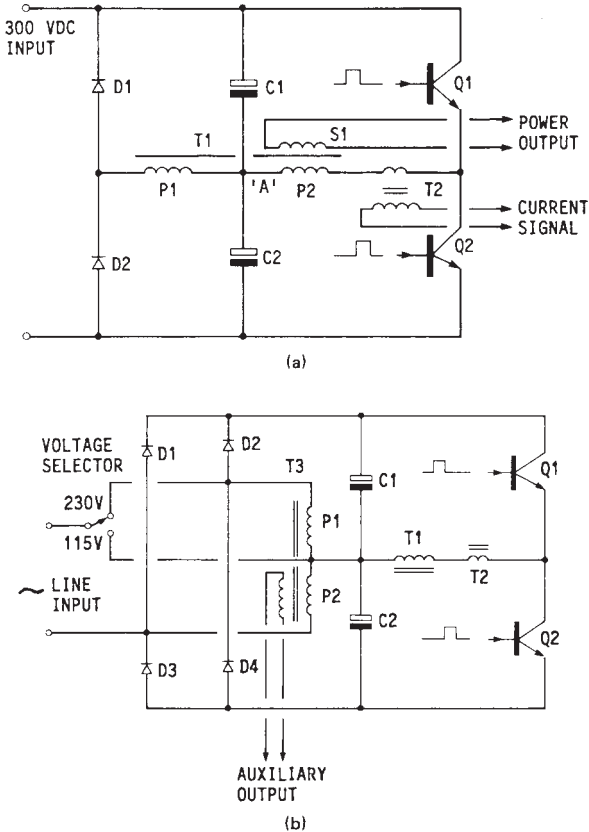 300 VDC
INPUT
D1
C1
Q1
T1
S1
POWER
OUTPUT
P1
'A'
P2
T2
CURRENT
SIGNAL
D2
C2
Q2
(a)
VOLTAGE
SELECTOR
D1
D2
T3
C1
Q1
230V
P1
T1
115V
T2
~ LINE
INPUT
P2
C2
Q2
D3
D4
AUXILIARY
OUTPUT
(b)